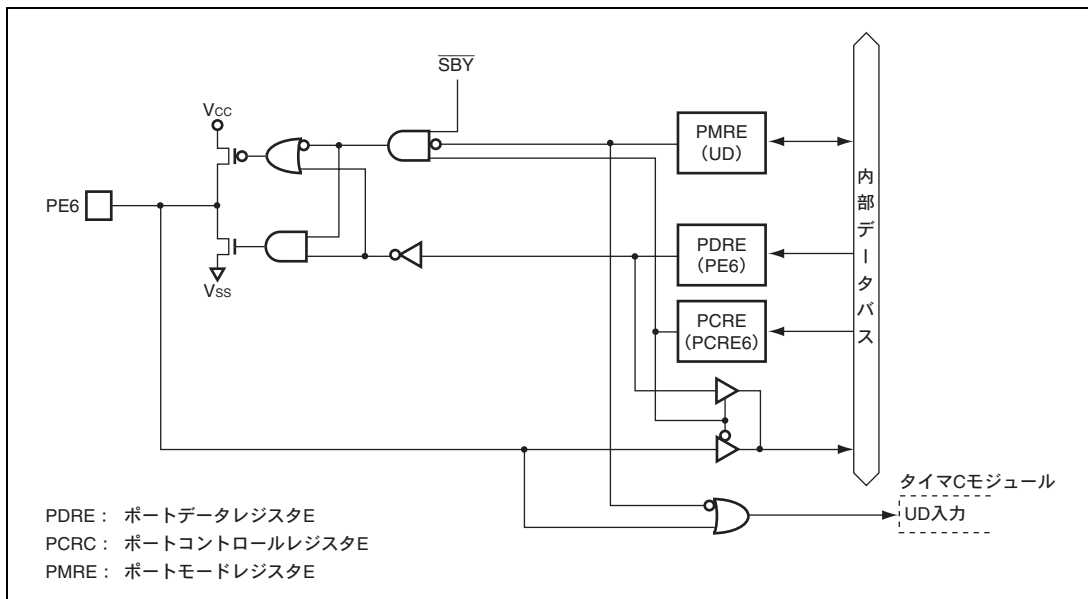 SBY
VCC
PMRE
(UD)
PE6
PDRE
(PE6)
VSS
PCRE
(PCRE6)
内部データバス
タイマCモジュール
UD入力
PDRE： ポートデータレジスタE
PCRC： ポートコントロールレジスタE
PMRE： ポートモードレジスタE